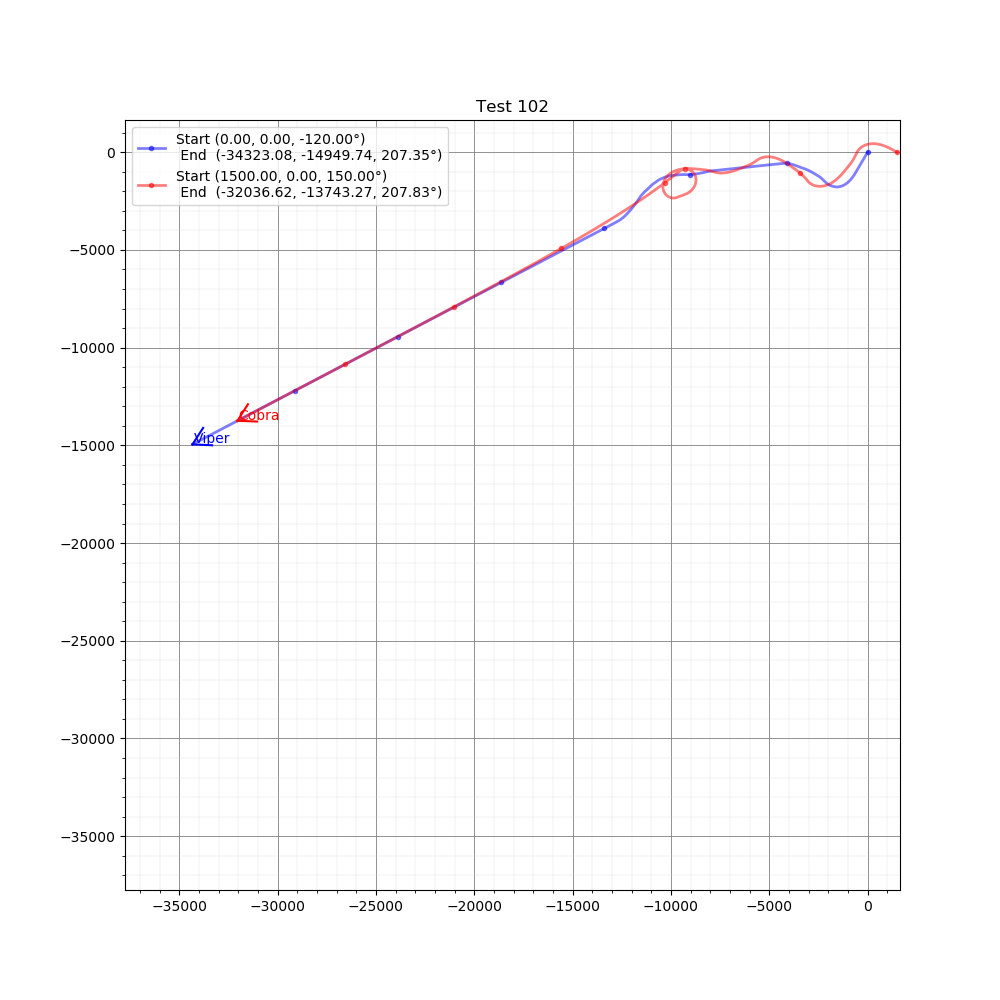 Test 102
Start (0.00, 0.00, -120.00°)
End (-34323.08, -14949.74, 207.35°)
Start (1500.00, 0.00, 150.00°)
End (-32036.62, -13743.27, 207.83°)
0
−5000
−10000
−15000
−20000
−25000
−30000
−35000
Cobra
Viper
−35000 −30000 −25000 −20000 −15000 −10000 −5000 0